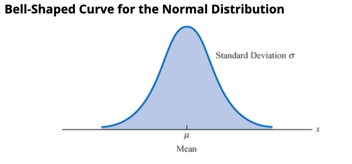 Bell-Shaped Curve for the Normal Distribution
Standard Deviation σ
x
μ
Mean